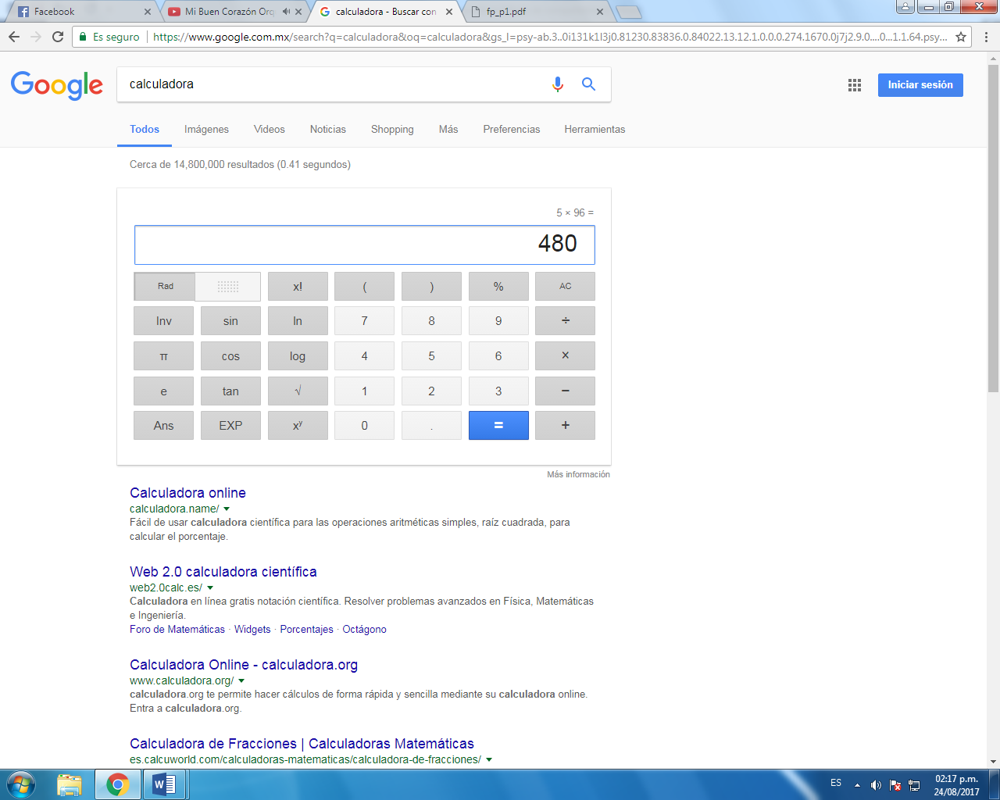 Facebook
Mi Buen Corazón Orq
calculadora - Buscar con
fp_p1.pdf
Es seguro
https://www.google.com.mx/search?q=calculadora&oq=calculadora&gs_l=psy-ab.3..0i131k1l3j0.81230.83836.0.84022.13.12.1.0.0.0.274.1670.0j7j2.9.0....0...1.1.64.psy...
Google
calculadora
Iniciar sesión
Todos Imágenes Videos Noticias Shopping Más Preferencias Herramientas
Cerca de 14,800,000 resultados (0.41 segundos)
5 × 96 =
480
Rad x! ( ) % AC
Inv sin ln 7 8 9 ÷
π cos log 4 5 6 ×
e tan √ 1 2 3 −
Ans EXP xʸ 0 . = +
Más información
Calculadora online
calculadora.name/
Fácil de usar calculadora científica para las operaciones aritméticas simples, raíz cuadrada, para
calcular el porcentaje.
Web 2.0 calculadora científica
web2.0calc.es/
Calculadora en línea gratis notación científica. Resolver problemas avanzados en Física, Matemáticas
e Ingeniería.
Foro de Matemáticas · Widgets · Porcentajes · Octágono
Calculadora Online - calculadora.org
www.calculadora.org/
calculadora.org te permite hacer cálculos de forma rápida y sencilla mediante su calculadora online.
Entra a calculadora.org.
Calculadora de Fracciones | Calculadoras Matemáticas
es.calcuworld.com/calculadoras-matematicas/calculadora-de-fracciones/
ES
02:17 p.m.
24/08/2017